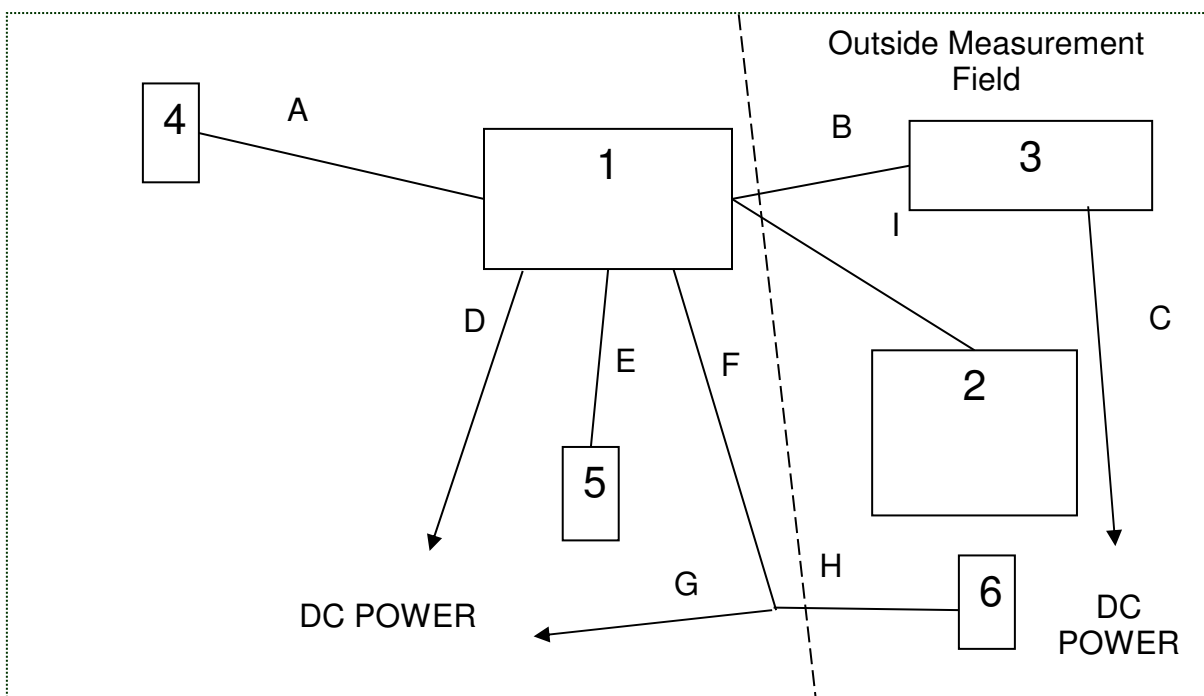 Outside Measurement
Field
4
A
1
B
3
I
D
C
E
F
2
5
H
G
6
DC POWER
DC
POWER